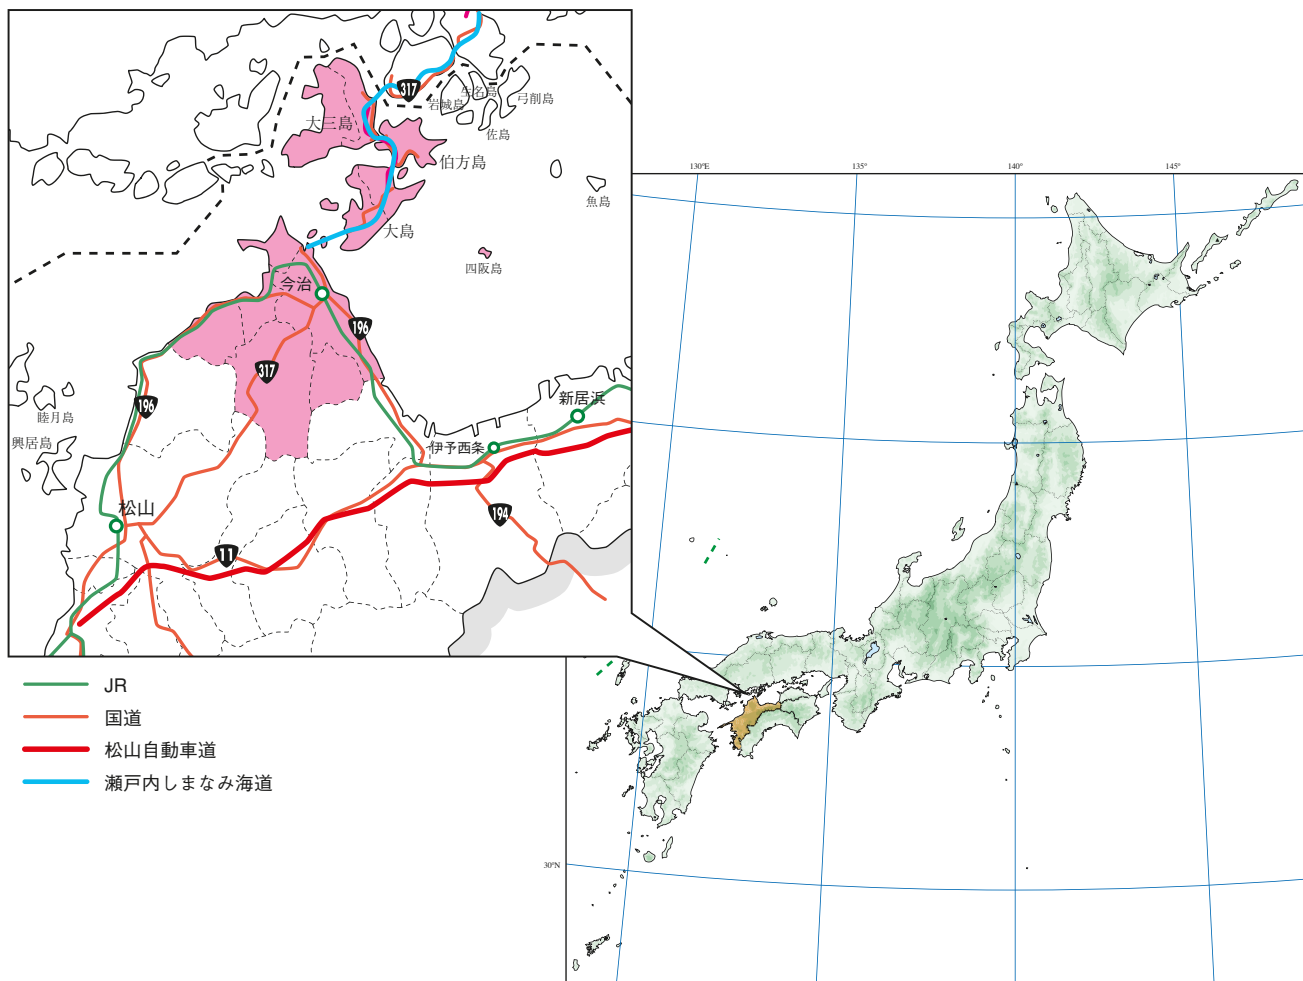 317
生名島
岩城島
弓削島
佐島
大三島
伯方島
魚島
大島
四阪島
今治
196
317
196
睦月島
興居島
新居浜
伊予西条
松山
194
11
JR
国道
松山自動車道
瀬戸内しまなみ海道
130°E
135°
140°
145°
30°N